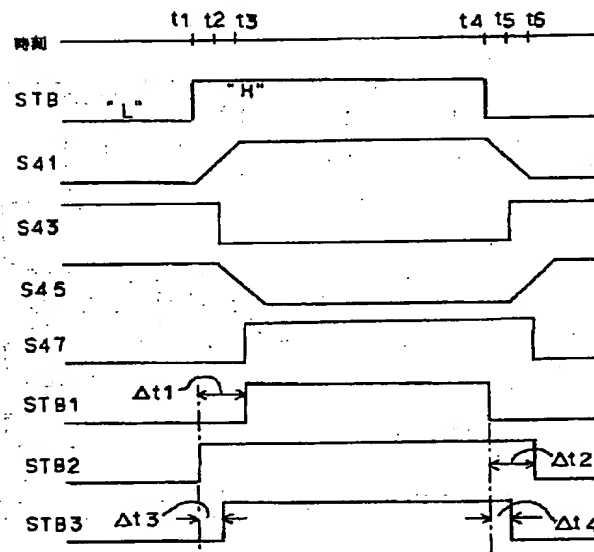 t1 t2 t3 t4 t5 t6
時刻
STB "L" "H"
S41
S43
S45
S47
Δt1
STB1
STB2 Δt2
STB3 Δt3 Δt4